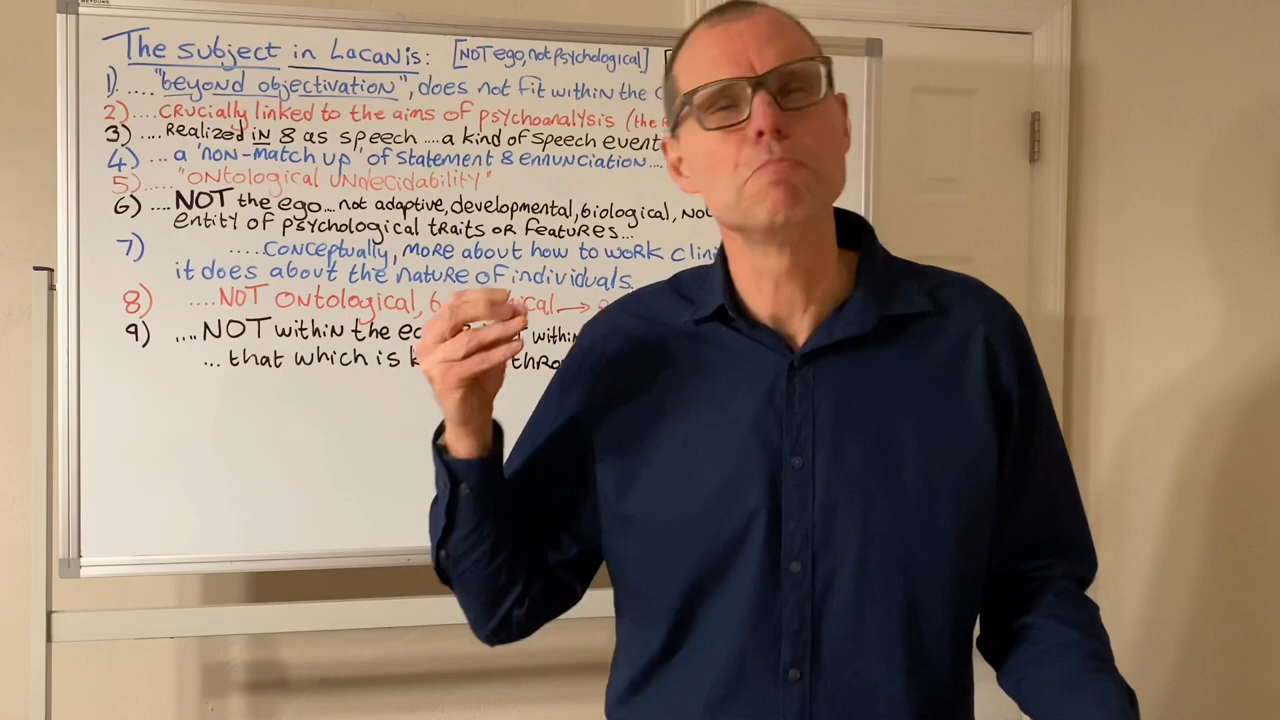 The subject in Lacan is: [NOT ego, not psychological]
1) .... "beyond objectivation", does not fit within the
2) .... crucially linked to the aims of psychoanalysis (the
3) .... Realized IN & as speech .... a kind of speech event
4) ... a 'non-match up' of statement & ennunciation....
5) ..... "ontological undecidability"
6) .... NOT the ego... not adaptive, developmental, biological, NOT
entity of psychological traits or features...
7) .... conceptually, more about how to work
it does about the nature of individuals.
8) .... NOT ontological,
9) .... NOT within the
... that which is